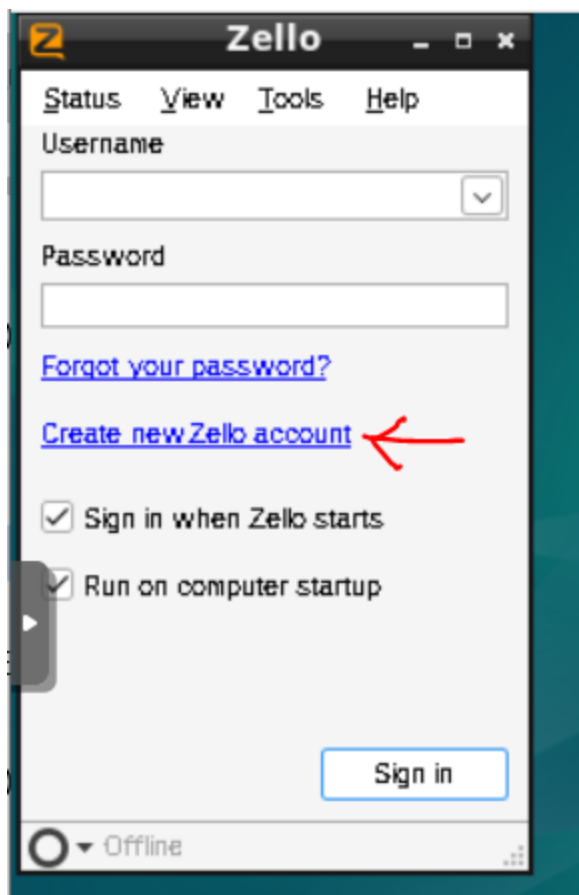 Zello
Status View Tools Help
Username
Password
Forgot your password?
Create new Zello account
Sign in when Zello starts
Run on computer startup
Sign in
Offline